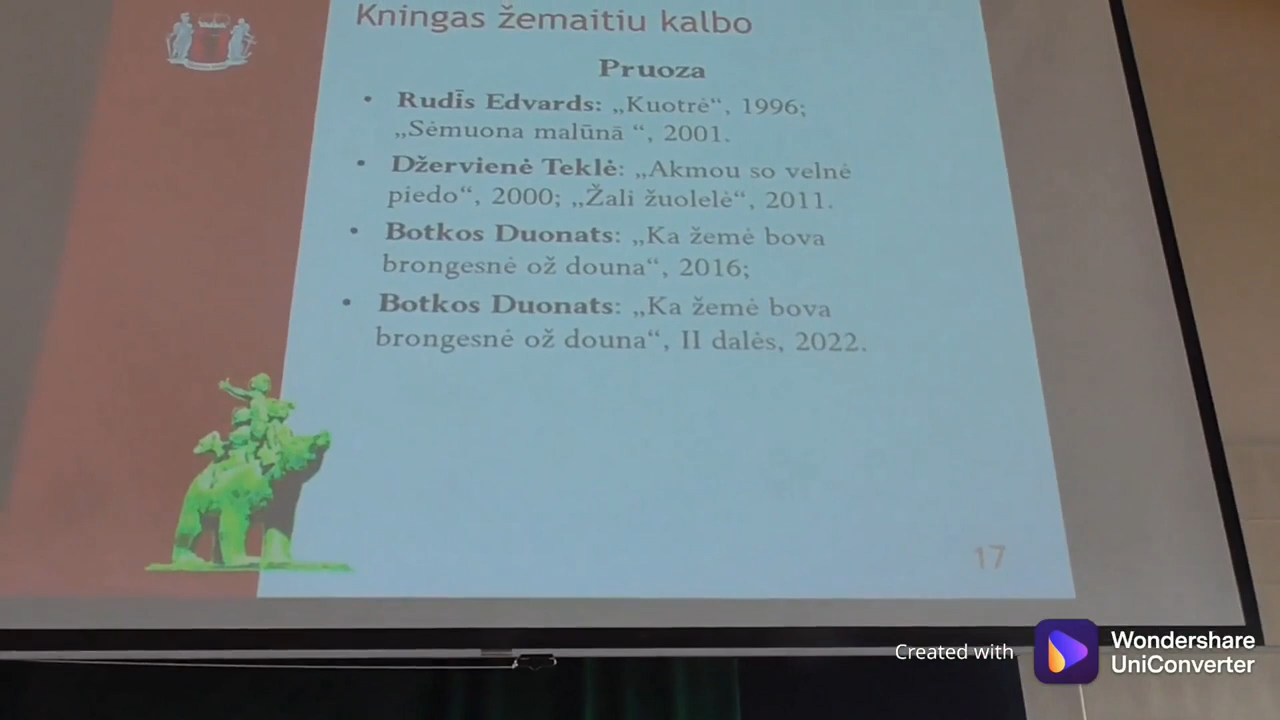 Kningas žemaitiu kalbo
Pruoza
• Rudīs Edvards: „Kuotrė“, 1996;
„Sėmuona malūnā “, 2001.
• Džervienė Teklė: „Akmou so velnė
piedo“, 2000; „Žali žuolelė“, 2011.
• Botkos Duonats: „Ka žemė bova
brongesnė ož douna“, 2016;
• Botkos Duonats: „Ka žemė bova
brongesnė ož douna“, II dalės, 2022.
17
Created with
Wondershare
UniConverter